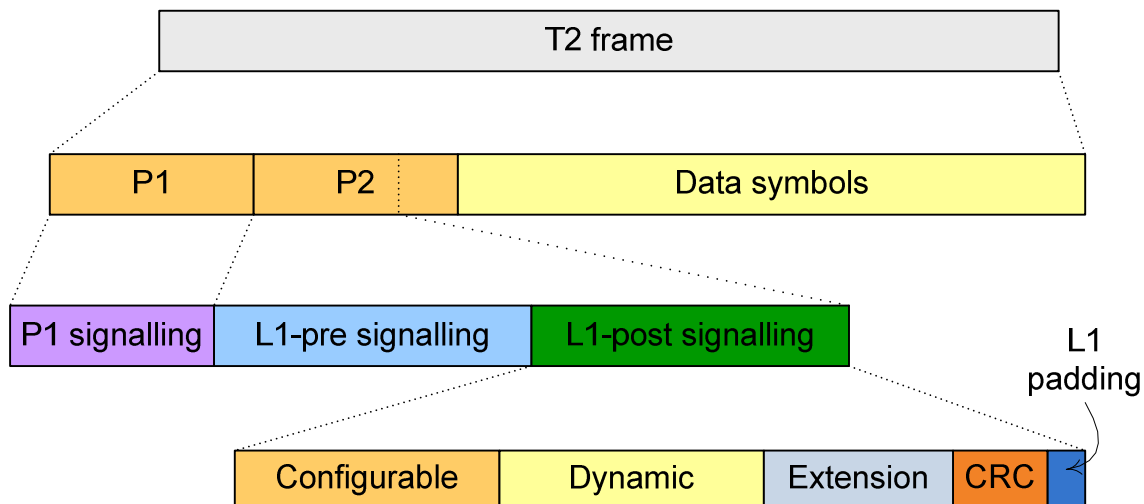 T2 frame
P1 P2 Data symbols
P1 signalling L1-pre signalling L1-post signalling
L1
padding
Configurable Dynamic Extension CRC